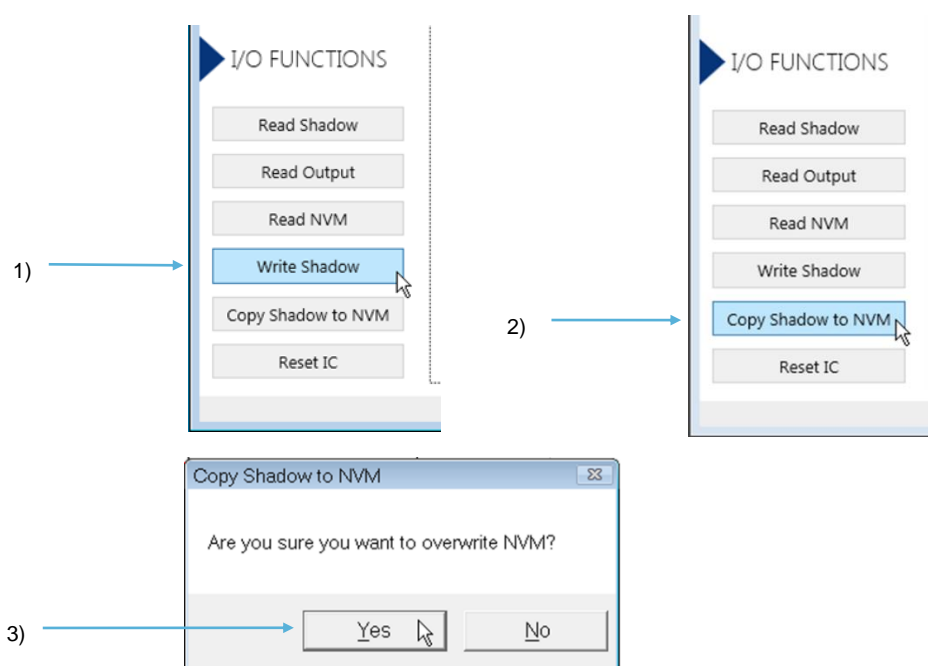 I/O FUNCTIONS
Read Shadow
Read Output
Read NVM
1)
Write Shadow
Copy Shadow to NVM
Reset IC
I/O FUNCTIONS
Read Shadow
Read Output
Read NVM
Write Shadow
2)
Copy Shadow to NVM
Reset IC
Copy Shadow to NVM
Are you sure you want to overwrite NVM?
3)
Yes
No